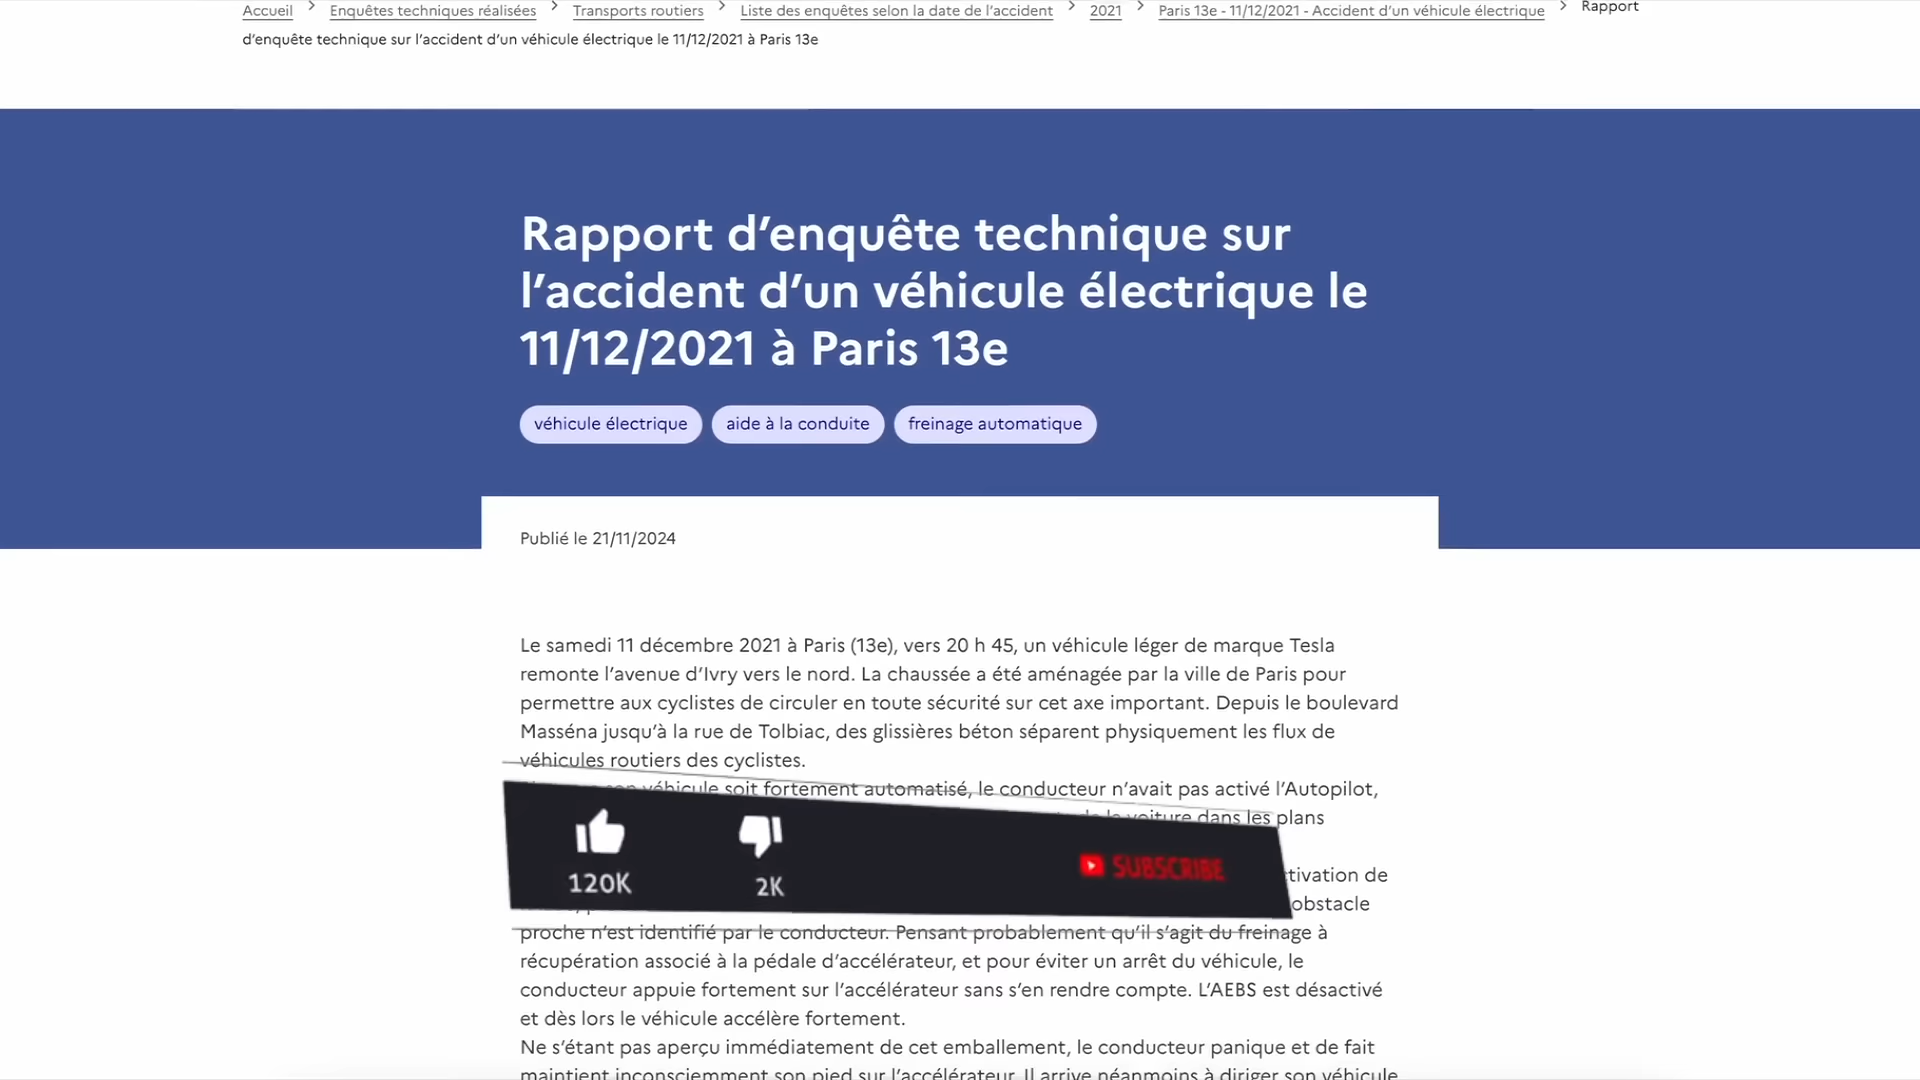 Accueil > Enquêtes techniques réalisées > Transports routiers > Liste des enquêtes selon la date de l’accident > 2021 > Paris 13e - 11/12/2021 - Accident d’un véhicule électrique > Rapport
d’enquête technique sur l’accident d’un véhicule électrique le 11/12/2021 à Paris 13e
Rapport d’enquête technique sur
l’accident d’un véhicule électrique le
11/12/2021 à Paris 13e
véhicule électrique aide à la conduite freinage automatique
Publié le 21/11/2024
Le samedi 11 décembre 2021 à Paris (13e), vers 20 h 45, un véhicule léger de marque Tesla
remonte l’avenue d’Ivry vers le nord. La chaussée a été aménagée par la ville de Paris pour
permettre aux cyclistes de circuler en toute sécurité sur cet axe important. Depuis le boulevard
Masséna jusqu’à la rue de Tolbiac, des glissières béton séparent physiquement les flux de
véhicules routiers des cyclistes.
véhicule soit fortement automatisé, le conducteur n’avait pas activé l’Autopilot,
de la voiture dans les plans
120K
2K
SUBSCRIBE
obstacle
proche n’est identifié par le conducteur. Pensant probablement qu’il s’agit du freinage à
récupération associé à la pédale d’accélérateur, et pour éviter un arrêt du véhicule, le
conducteur appuie fortement sur l’accélérateur sans s’en rendre compte. L’AEBS est désactivé
et dès lors le véhicule accélère fortement.
Ne s’étant pas aperçu immédiatement de cet emballement, le conducteur panique et de fait
maintient inconsciemment son pied sur l’accélérateur. Il arrive néanmoins à diriger son véhicule